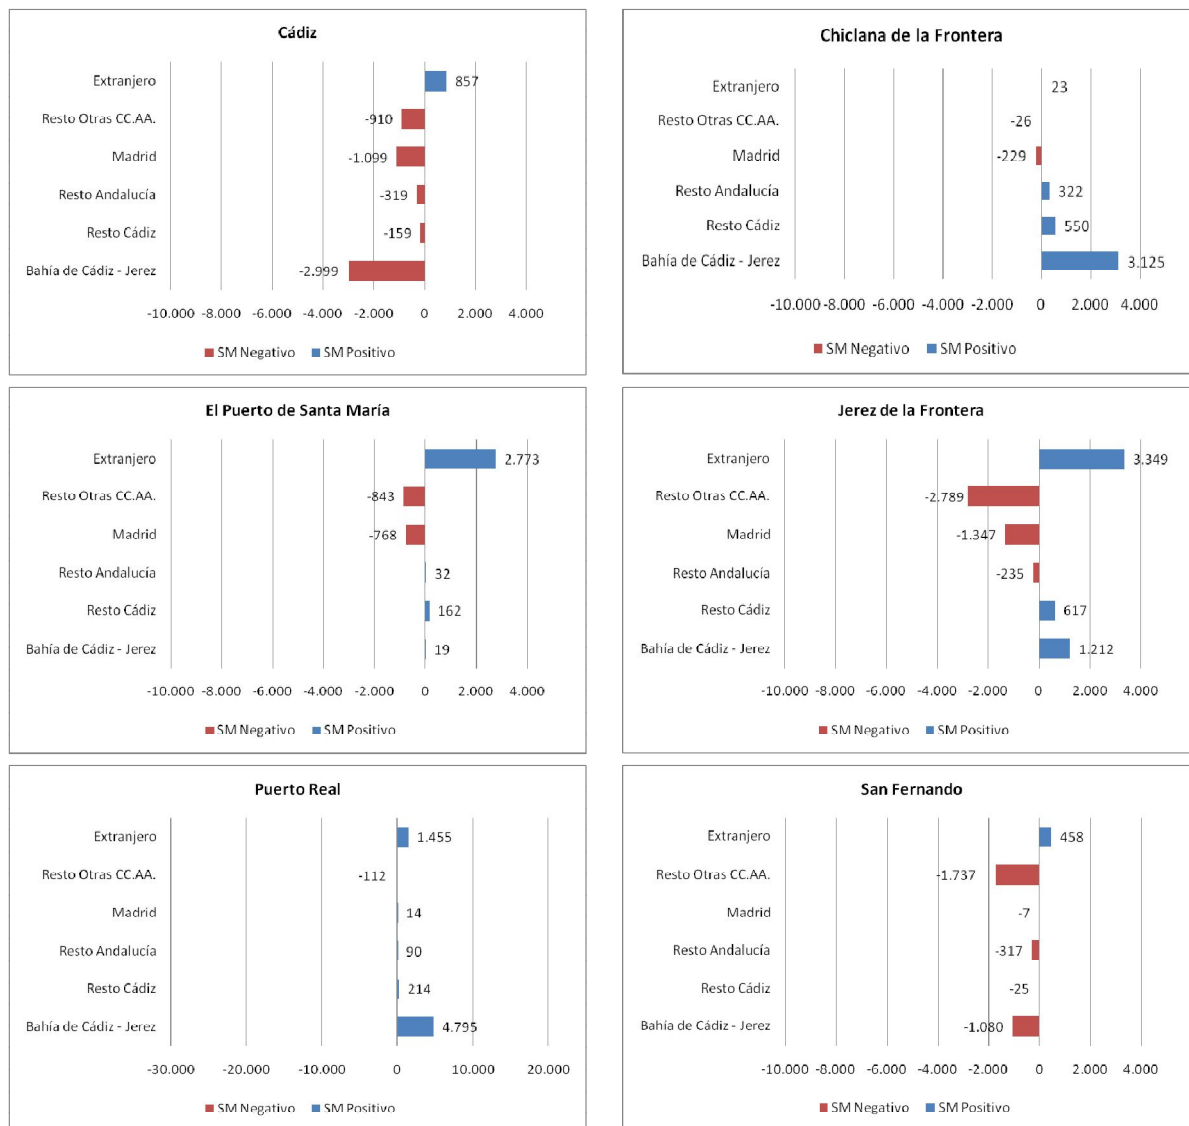 Cádiz
Extranjero 857
Resto Otras CC.AA. -910
Madrid -1.099
Resto Andalucía -319
Resto Cádiz -159
Bahía de Cádiz - Jerez -2.999
-10.000 -8.000 -6.000 -4.000 -2.000 0 2.000 4.000
SM Negativo SM Positivo
Chiclana de la Frontera
Extranjero 23
Resto Otras CC.AA. -26
Madrid -229
Resto Andalucía 322
Resto Cádiz 550
Bahía de Cádiz - Jerez 3.125
-10.000 -8.000 -6.000 -4.000 -2.000 0 2.000 4.000
SM Negativo SM Positivo
El Puerto de Santa María
Extranjero 2.773
Resto Otras CC.AA. -843
Madrid -768
Resto Andalucía 32
Resto Cádiz 162
Bahía de Cádiz - Jerez 19
-10.000 -8.000 -6.000 -4.000 -2.000 0 2.000 4.000
SM Negativo SM Positivo
Jerez de la Frontera
Extranjero 3.349
Resto Otras CC.AA. -2.789
Madrid -1.347
Resto Andalucía -235
Resto Cádiz 617
Bahía de Cádiz - Jerez 1.212
-10.000 -8.000 -6.000 -4.000 -2.000 0 2.000 4.000
SM Negativo SM Positivo
Puerto Real
Extranjero 1.455
Resto Otras CC.AA. -112
Madrid 14
Resto Andalucía 90
Resto Cádiz 214
Bahía de Cádiz - Jerez 4.795
-30.000 -20.000 -10.000 0 10.000 20.000
SM Negativo SM Positivo
San Fernando
Extranjero 458
Resto Otras CC.AA. -1.737
Madrid -7
Resto Andalucía -317
Resto Cádiz -25
Bahía de Cádiz - Jerez -1.080
-10.000 -8.000 -6.000 -4.000 -2.000 0 2.000 4.000
SM Negativo SM Positivo